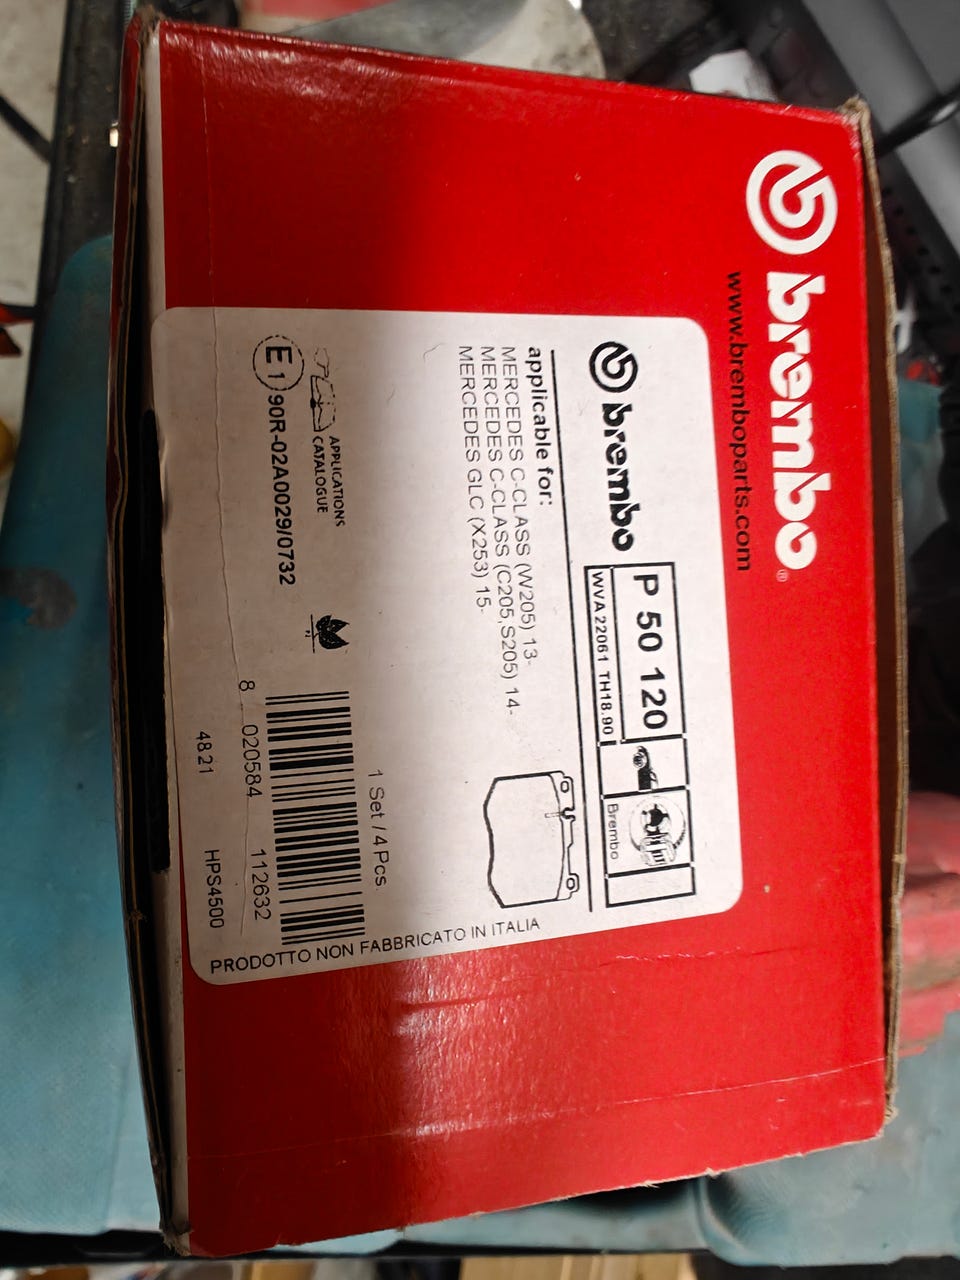 brembo®
www.bremboparts.com
brembo
P 50 120
WVA 22061 TH18.90
Brembo
applicable for:
MERCEDES C-CLASS (W205) 13-
MERCEDES C-CLASS (C205,S205) 14-
MERCEDES GLC (X253) 15-
1 Set / 4 Pcs.
APPLICATIONS
CATALOGUE
E1 90R-02A0029/0732
8 020584 112632
4821 HPS4500
PRODOTTO NON FABBRICATO IN ITALIA